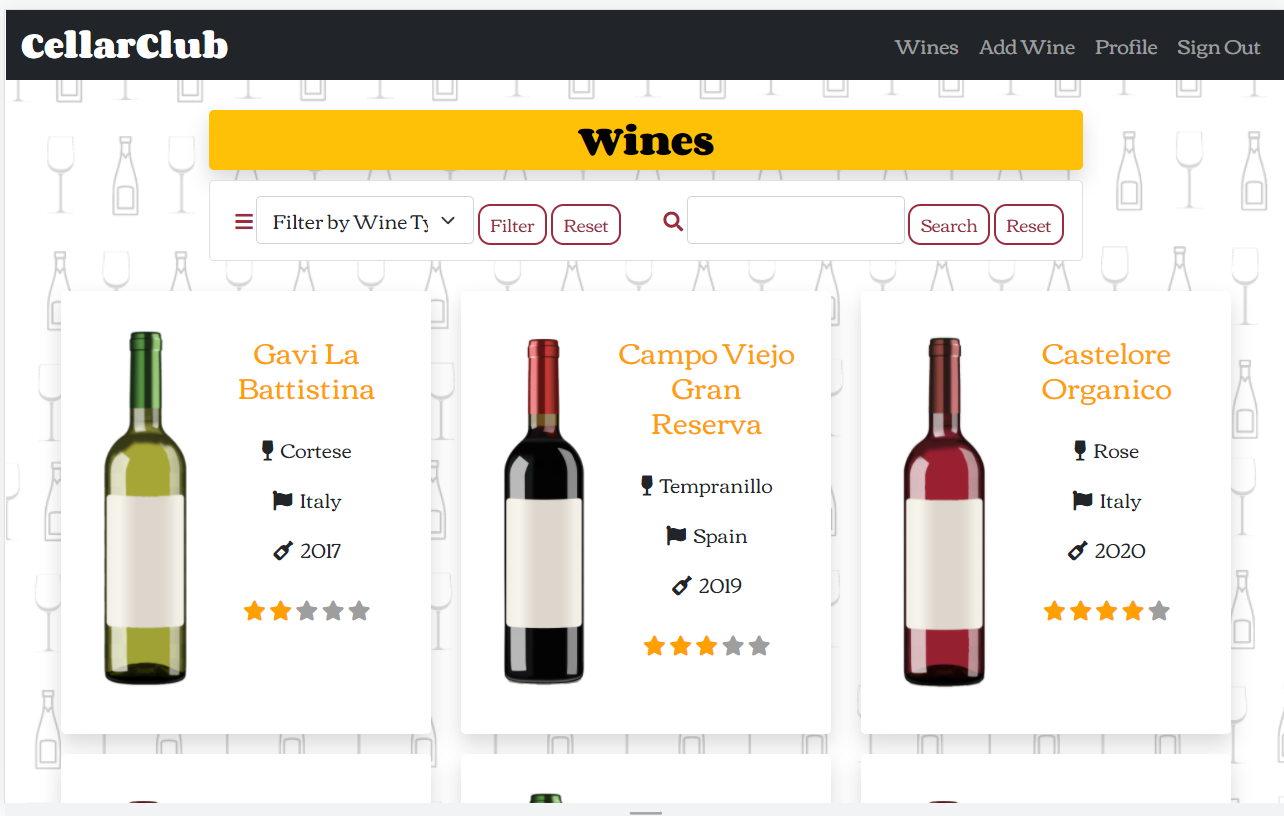 CellarClub
Wines Add Wine Profile Sign Out
Wines
Filter by Wine Ty Filter Reset Search Reset
Gavi La
Battistina
Cortese
Italy
2017
Campo Viejo
Gran
Reserva
Tempranillo
Spain
2019
Castelore
Organico
Rose
Italy
2020